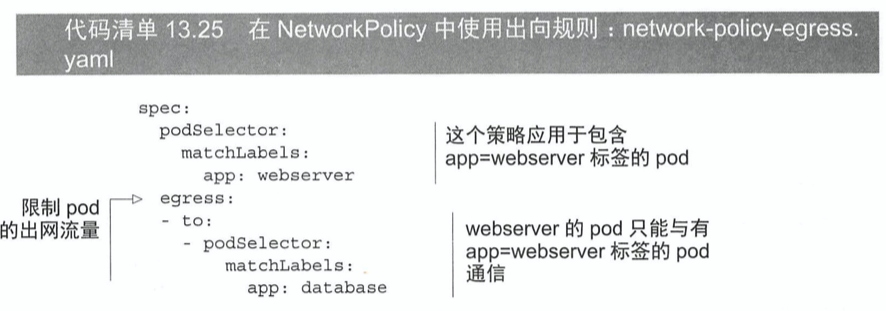 代码清单 13.25 在 NetworkPolicy 中使用出向规则：network-policy-egress.
yaml
spec:
podSelector:
matchLabels:
app: webserver
这个策略应用于包含
app=webserver 标签的 pod
限制 pod
的出网流量
egress:
- to:
- podSelector:
matchLabels:
app: database
webserver 的 pod 只能与有
app=webserver 标签的 pod
通信